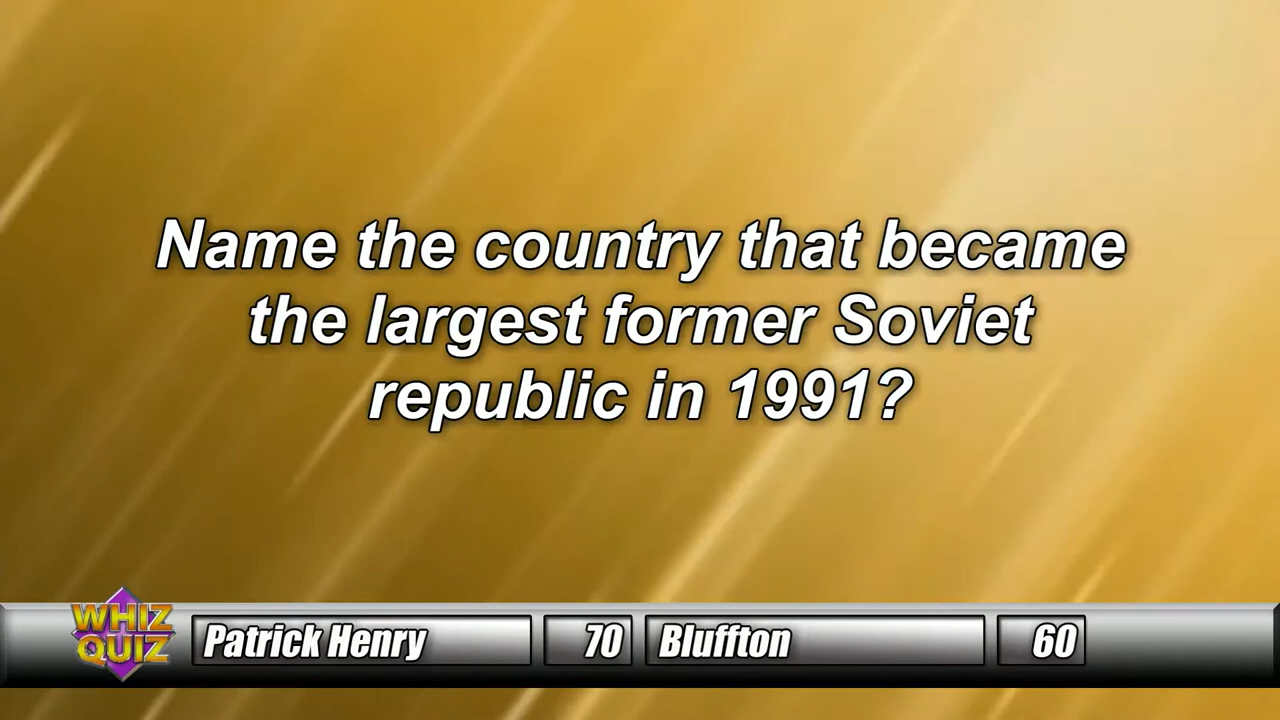 Name the country that became
the largest former Soviet
republic in 1991?
WHIZ
QUIZ
Patrick Henry 70 Bluffton 60